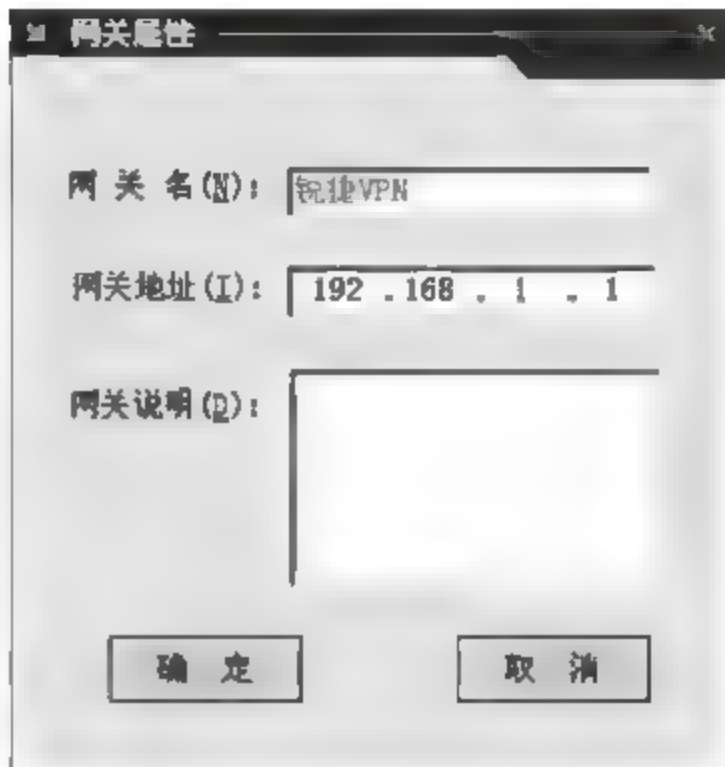 网关属性
网 关 名(N): 锐捷VPN
网关地址(I): 192 . 168 . 1 . 1
网关说明(D):
确 定 取 消